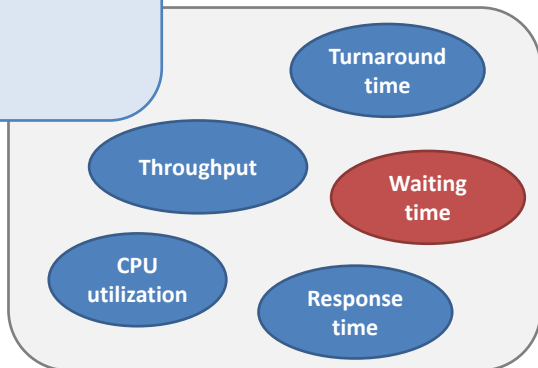 Turnaround
time
Throughput
Waiting
time
CPU
utilization
Response
time